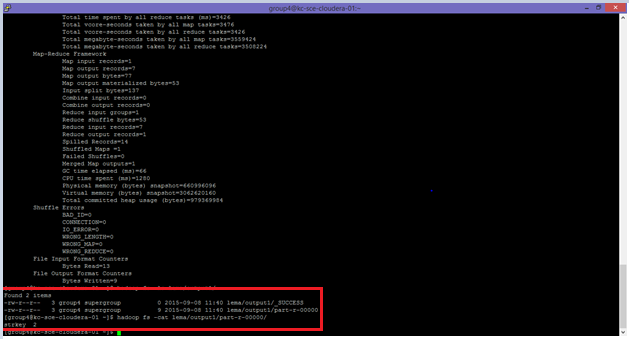 group4@kc-sce-cloudera-01:~
Total time spent by all reduce tasks (ms)=3426
Total vcore-seconds taken by all map tasks=3476
Total vcore-seconds taken by all reduce tasks=3426
Total megabyte-seconds taken by all map tasks=3559424
Total megabyte-seconds taken by all reduce tasks=3508224
Map-Reduce Framework
Map input records=1
Map output records=7
Map output bytes=77
Map output materialized bytes=53
Input split bytes=137
Combine input records=0
Combine output records=0
Reduce input groups=1
Reduce shuffle bytes=53
Reduce input records=7
Reduce output records=1
Spilled Records=14
Shuffled Maps =1
Failed Shuffles=0
Merged Map outputs=1
GC time elapsed (ms)=66
CPU time spent (ms)=1280
Physical memory (bytes) snapshot=660996096
Virtual memory (bytes) snapshot=3062620160
Total committed heap usage (bytes)=979369984
Shuffle Errors
BAD_ID=0
CONNECTION=0
IO_ERROR=0
WRONG_LENGTH=0
WRONG_MAP=0
WRONG_REDUCE=0
File Input Format Counters
Bytes Read=13
File Output Format Counters
Bytes Written=9
Found 2 items
-rw-r--r-- 3 group4 supergroup 0 2015-09-08 11:40 lema/output1/_SUCCESS
-rw-r--r-- 3 group4 supergroup 9 2015-09-08 11:40 lema/output1/part-r-00000
[group4@kc-sce-cloudera-01 ~]$ hadoop fs -cat lema/output1/part-r-00000/
strkey 2
[group4@kc-sce-cloudera-01 ~]$